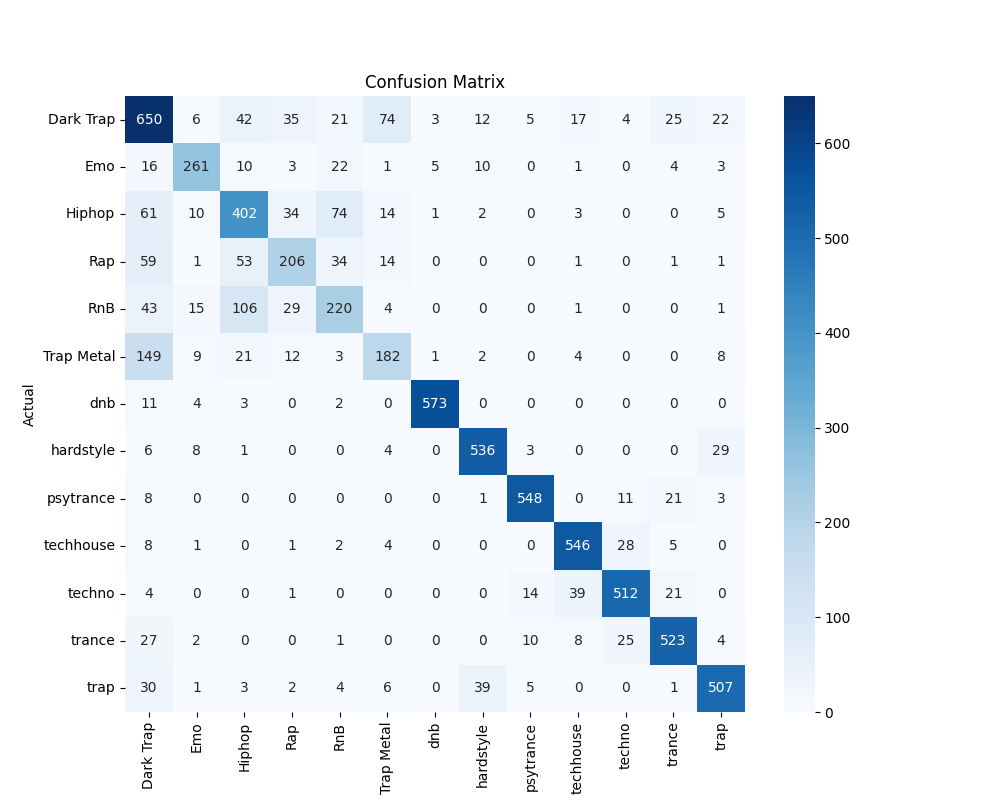 Confusion Matrix
Dark Trap 650 6 42 35 21 74 3 12 5 17 4 25 22
Emo 16 261 10 3 22 1 5 10 0 1 0 4 3
Hiphop 61 10 402 34 74 14 1 2 0 3 0 0 5
Rap 59 1 53 206 34 14 0 0 0 1 0 1 1
RnB 43 15 106 29 220 4 0 0 0 1 0 0 1
Trap Metal 149 9 21 12 3 182 1 2 0 4 0 0 8
dnb 11 4 3 0 2 0 573 0 0 0 0 0 0
hardstyle 6 8 1 0 0 4 0 536 3 0 0 0 29
psytrance 8 0 0 0 0 0 0 1 548 0 11 21 3
techhouse 8 1 0 1 2 4 0 0 0 546 28 5 0
techno 4 0 0 1 0 0 0 0 14 39 512 21 0
trance 27 2 0 0 1 0 0 0 10 8 25 523 4
trap 30 1 3 2 4 6 0 39 5 0 0 1 507
Actual
Dark Trap Emo Hiphop Rap RnB Trap Metal dnb hardstyle psytrance techhouse techno trance trap
600
500
400
300
200
100
0